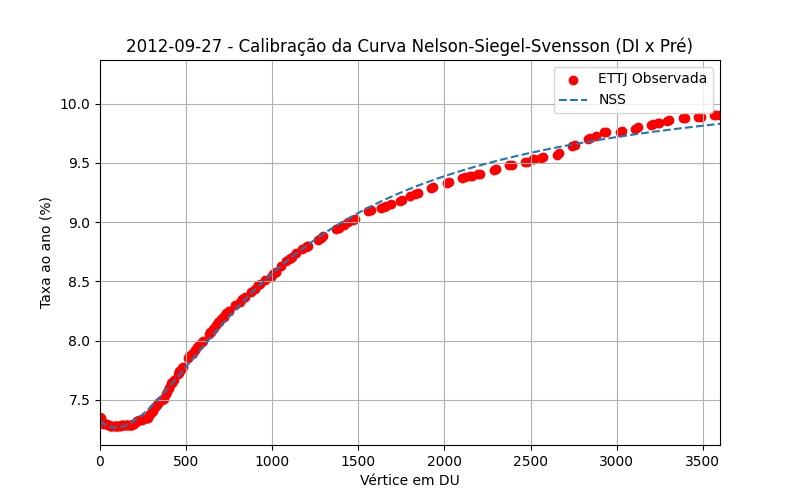 2012-09-27 - Calibração da Curva Nelson-Siegel-Svensson (DI x Pré)
ETTJ Observada
NSS
Taxa ao ano (%)
10.0
9.5
9.0
8.5
8.0
7.5
0 500 1000 1500 2000 2500 3000 3500
Vértice em DU